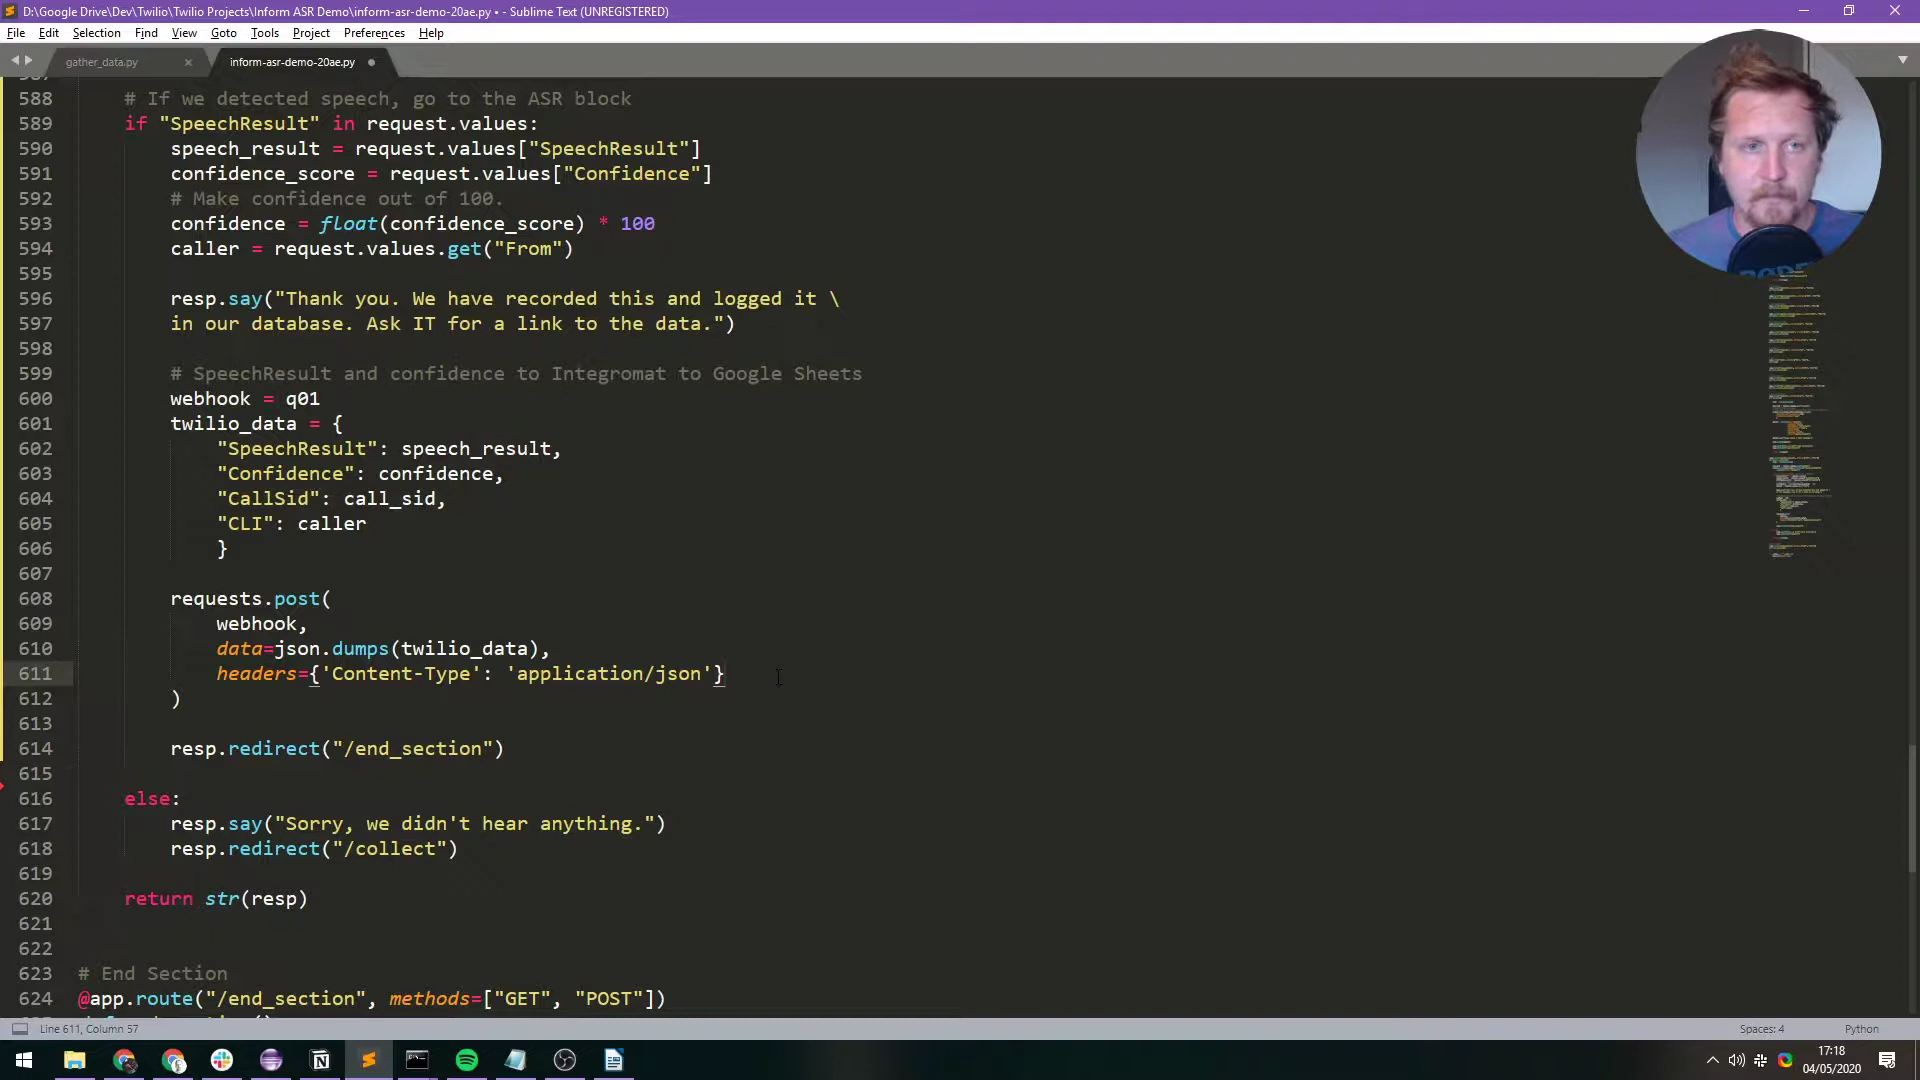 D:\Google Drive\Dev\Twilio\Twilio Projects\Inform ASR Demo\inform-asr-demo-20ae.py • - Sublime Text (UNREGISTERED)
File Edit Selection Find View Goto Tools Project Preferences Help
gather_data.py × inform-asr-demo-20ae.py
588 # If we detected speech, go to the ASR block
589 if "SpeechResult" in request.values:
590 speech_result = request.values["SpeechResult"]
591 confidence_score = request.values["Confidence"]
592 # Make confidence out of 100.
593 confidence = float(confidence_score) * 100
594 caller = request.values.get("From")
595
596 resp.say("Thank you. We have recorded this and logged it \
597 in our database. Ask IT for a link to the data.")
598
599 # SpeechResult and confidence to Integromat to Google Sheets
600 webhook = q01
601 twilio_data = {
602 "SpeechResult": speech_result,
603 "Confidence": confidence,
604 "CallSid": call_sid,
605 "CLI": caller
606 }
607
608 requests.post(
609 webhook,
610 data=json.dumps(twilio_data),
611 headers={'Content-Type': 'application/json'}
612 )
613
614 resp.redirect("/end_section")
615
616 else:
617 resp.say("Sorry, we didn't hear anything.")
618 resp.redirect("/collect")
619
620 return str(resp)
621
622
623 # End Section
624 @app.route("/end_section", methods=["GET", "POST"])
Line 611, Column 57
Spaces: 4 Python
17:18
04/05/2020